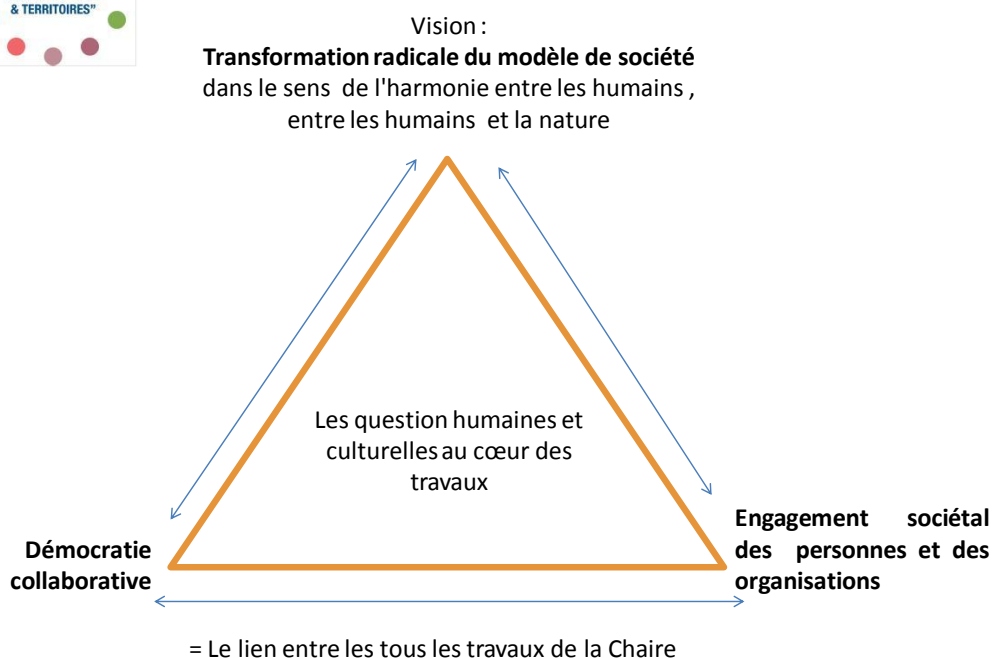 & TERRITOIRES"
Vision :
Transformation radicale du modèle de société
dans le sens de l'harmonie entre les humains ,
entre les humains et la nature
Les question humaines et
culturelles au cœur des
travaux
Démocratie
collaborative
Engagement sociétal
des personnes et des
organisations
= Le lien entre les tous les travaux de la Chaire